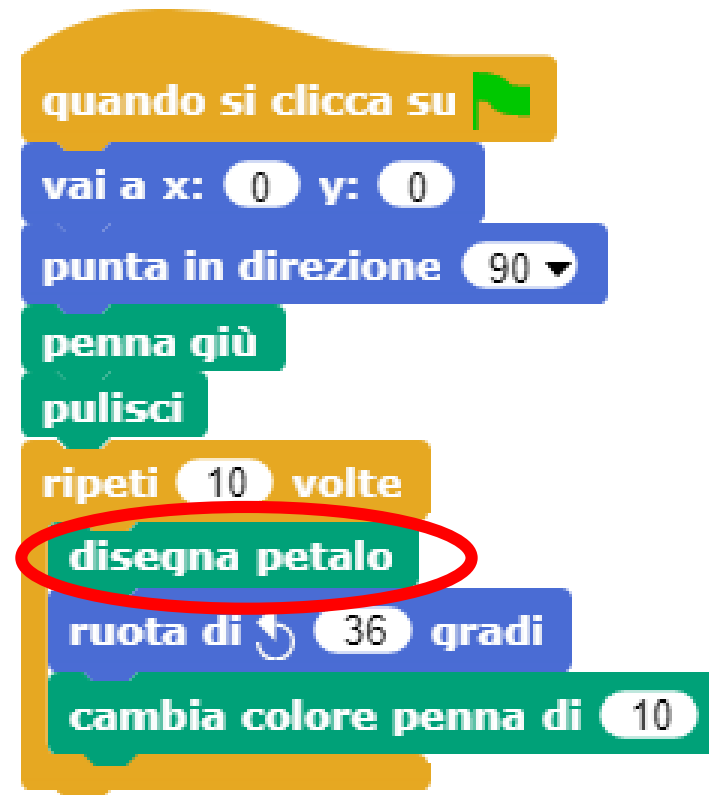 quando si clicca su
vai a x: 0 y: 0
punta in direzione 90
penna giù
pulisci
ripeti 10 volte
disegna petalo
ruota di 36 gradi
cambia colore penna di 10